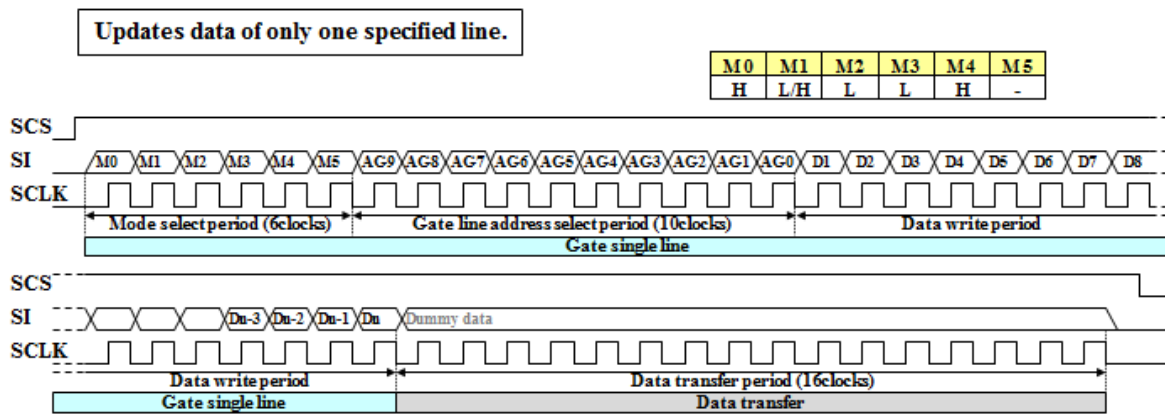 Updates data of only one specified line.
M0 M1 M2 M3 M4 M5
H L/H L L H -
SCS
SI M0 M1 M2 M3 M4 M5 AG9 AG8 AG7 AG6 AG5 AG4 AG3 AG2 AG1 AG0 D1 D2 D3 D4 D5 D6 D7 D8
SCLK
Mode select period (6clocks) Gate line address select period (10clocks) Data write period
Gate single line
SCS
SI Dn-3 Dn-2 Dn-1 Dn Dummy data
SCLK
Data write period Data transfer period (16clocks)
Gate single line Data transfer